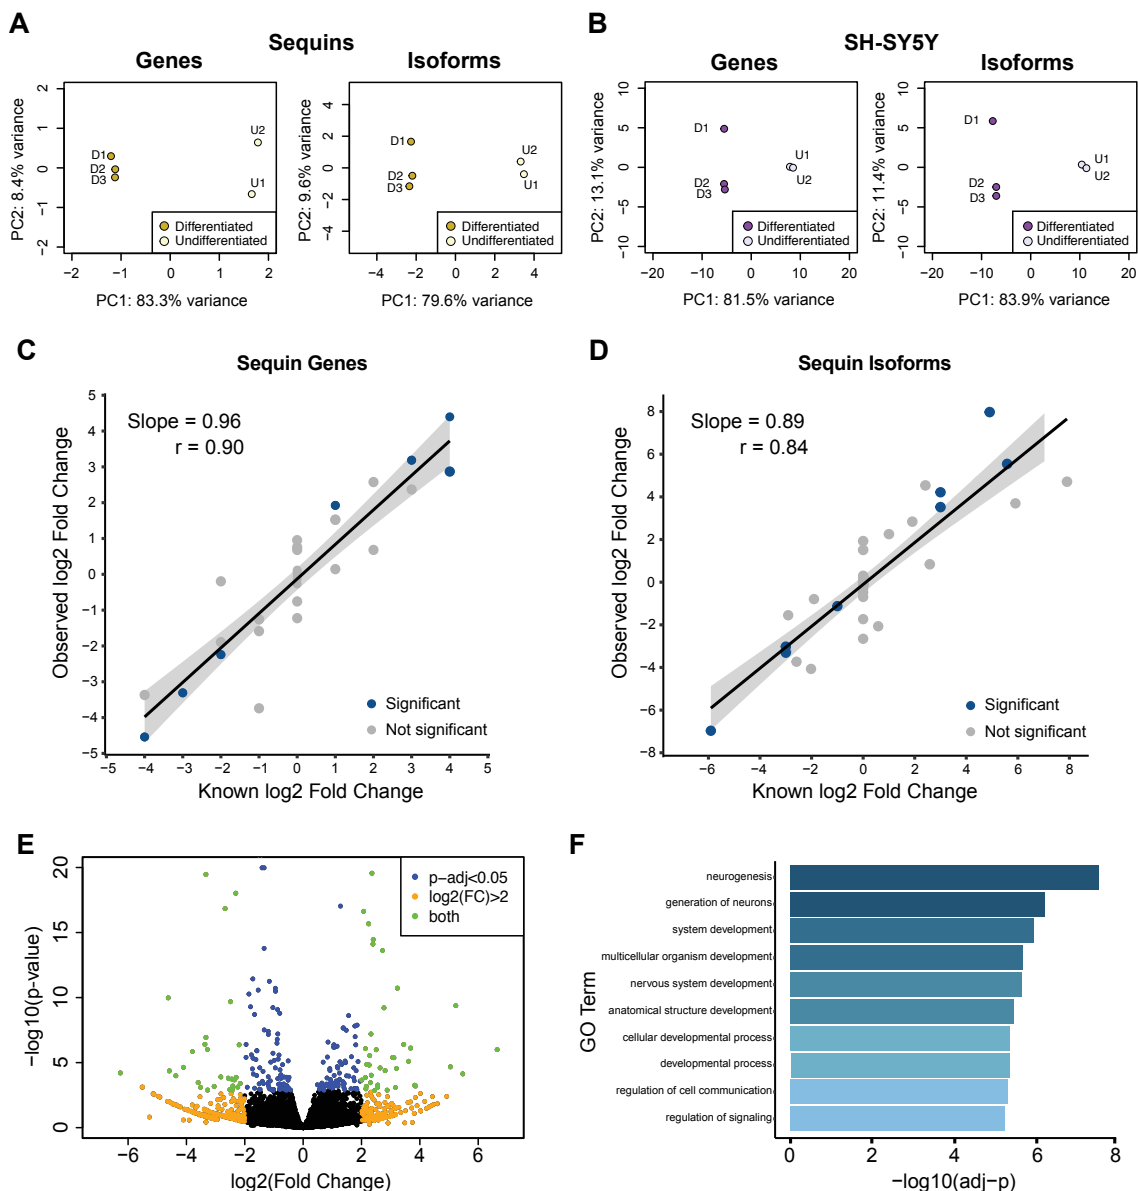 A
Sequins
Genes
Isoforms
PC2: 8.4% variance
2
1
0
−1
−2
D1
D2
D3
U2
U1
Differentiated
Undifferentiated
−2 −1 0 1 2
PC1: 83.3% variance
PC2: 9.6% variance
4
2
0
−2
−4
D1
D2
D3
U2
U1
Differentiated
Undifferentiated
−4 −2 0 2 4
PC1: 79.6% variance
B
SH-SY5Y
Genes
Isoforms
PC2: 13.1% variance
10
5
0
−5
−10
D1
D2
D3
U1
U2
Differentiated
Undifferentiated
−20 −10 0 10 20
PC1: 81.5% variance
PC2: 11.4% variance
10
5
0
−5
−10
D1
D2
D3
U1
U2
Differentiated
Undifferentiated
−20 −10 0 10 20
PC1: 83.9% variance
C
Sequin Genes
Observed log2 Fold Change
5
4
3
2
1
0
−1
−2
−3
−4
−5
Slope = 0.96
r = 0.90
Significant
Not significant
−5 −4 −3 −2 −1 0 1 2 3 4 5
Known log2 Fold Change
D
Sequin Isoforms
Observed log2 Fold Change
8
6
4
2
0
−2
−4
−6
−8
Slope = 0.89
r = 0.84
Significant
Not significant
−6 −4 −2 0 2 4 6 8
Known log2 Fold Change
E
−log10(p-value)
20
15
10
5
0
p−adj<0.05
log2(FC)>2
both
−6 −4 −2 0 2 4 6
log2(Fold Change)
F
GO Term
neurogenesis
generation of neurons
system development
multicellular organism development
nervous system development
anatomical structure development
cellular developmental process
developmental process
regulation of cell communication
regulation of signaling
0 2 4 6 8
−log10(adj−p)